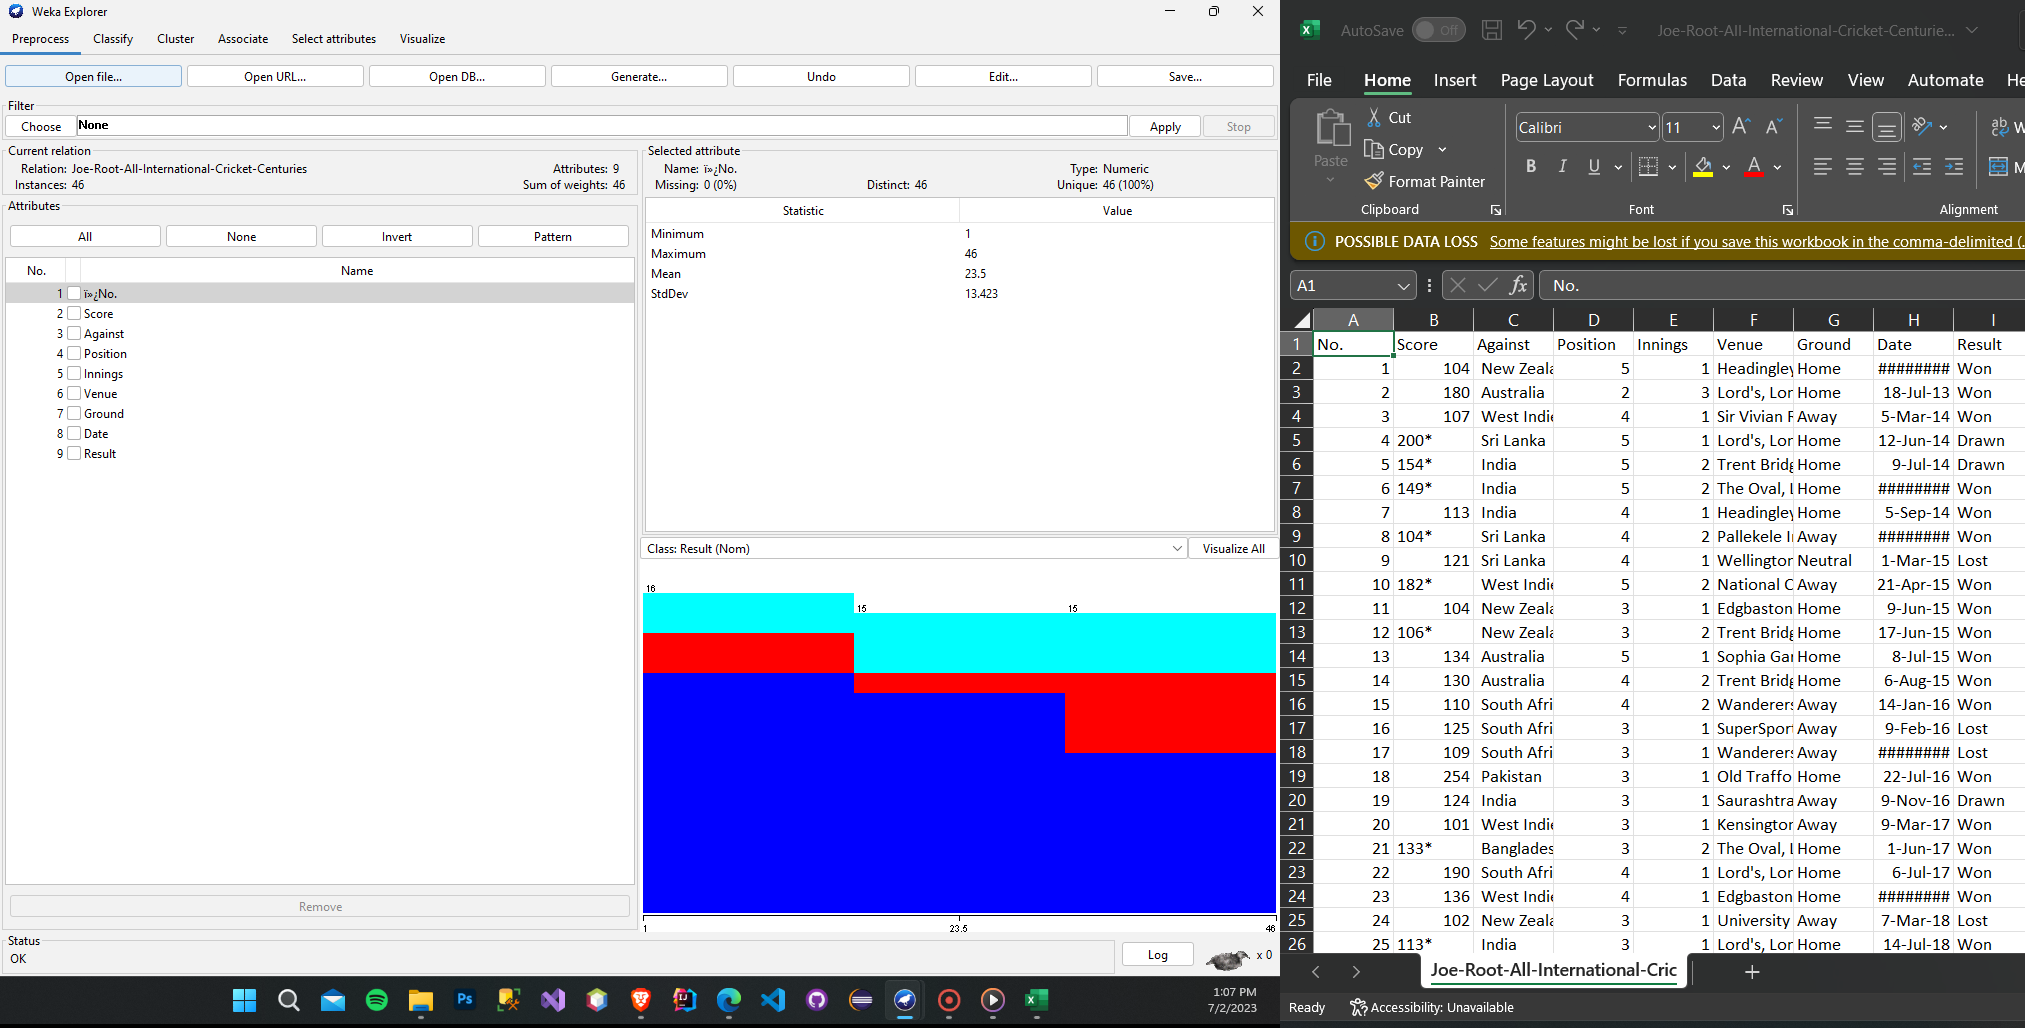 Weka Explorer
Preprocess Classify Cluster Associate Select attributes Visualize
Open file... Open URL... Open DB... Generate... Undo Edit... Save...
Filter
Choose None Apply Stop
Current relation
Relation: Joe-Root-All-International-Cricket-Centuries Attributes: 9
Instances: 46 Sum of weights: 46
Attributes
All None Invert Pattern
No. Name
1 ï»¿No.
2 Score
3 Against
4 Position
5 Innings
6 Venue
7 Ground
8 Date
9 Result
Remove
Status
OK
Log x 0
Selected attribute
Name: ï»¿No. Type: Numeric
Missing: 0 (0%) Distinct: 46 Unique: 46 (100%)
Statistic Value
Minimum 1
Maximum 46
Mean 23.5
StdDev 13.423
Class: Result (Nom) Visualize All
16
15 15
1 23.5 46
Ps
1:07 PM
7/2/2023
AutoSave Off Joe-Root-All-International-Cricket-Centurie...
File Home Insert Page Layout Formulas Data Review View Automate He
Paste
Cut
Copy
Format Painter
Clipboard
Calibri 11 A A
B I U A
Font
ab W
M
Alignment
POSSIBLE DATA LOSS Some features might be lost if you save this workbook in the comma-delimited (.
A1 fx No.
A B C D E F G H I
1 No. Score Against Position Innings Venue Ground Date Result
2 1 104 New Zeala 5 1 Headingley Home ######## Won
3 2 180 Australia 2 3 Lord's, Lor Home 18-Jul-13 Won
4 3 107 West Indie 4 1 Sir Vivian F Away 5-Mar-14 Won
5 4 200* Sri Lanka 5 1 Lord's, Lor Home 12-Jun-14 Drawn
6 5 154* India 5 2 Trent Bridg Home 9-Jul-14 Drawn
7 6 149* India 5 2 The Oval, L Home ######## Won
8 7 113 India 4 1 Headingley Home 5-Sep-14 Won
9 8 104* Sri Lanka 4 2 Pallekele I Away ######## Won
10 9 121 Sri Lanka 4 1 Wellington Neutral 1-Mar-15 Lost
11 10 182* West Indie 5 2 National C Away 21-Apr-15 Won
12 11 104 New Zeala 3 1 Edgbaston Home 9-Jun-15 Won
13 12 106* New Zeala 3 2 Trent Bridg Home 17-Jun-15 Won
14 13 134 Australia 5 1 Sophia Gar Home 8-Jul-15 Won
15 14 130 Australia 4 2 Trent Bridg Home 6-Aug-15 Won
16 15 110 South Afri 4 2 Wanderers Away 14-Jan-16 Won
17 16 125 South Afri 3 1 SuperSport Away 9-Feb-16 Lost
18 17 109 South Afri 3 1 Wanderers Away ######## Lost
19 18 254 Pakistan 3 1 Old Traffo Home 22-Jul-16 Won
20 19 124 India 3 1 Saurashtra Away 9-Nov-16 Drawn
21 20 101 West Indie 3 1 Kensington Away 9-Mar-17 Won
22 21 133* Banglades 3 2 The Oval, L Home 1-Jun-17 Won
23 22 190 South Afri 4 1 Lord's, Lor Home 6-Jul-17 Won
24 23 136 West Indie 4 1 Edgbaston Home ######## Won
25 24 102 New Zeala 3 1 University Away 7-Mar-18 Lost
26 25 113* India 3 1 Lord's, Lor Home 14-Jul-18 Won
Joe-Root-All-International-Cric
Ready Accessibility: Unavailable